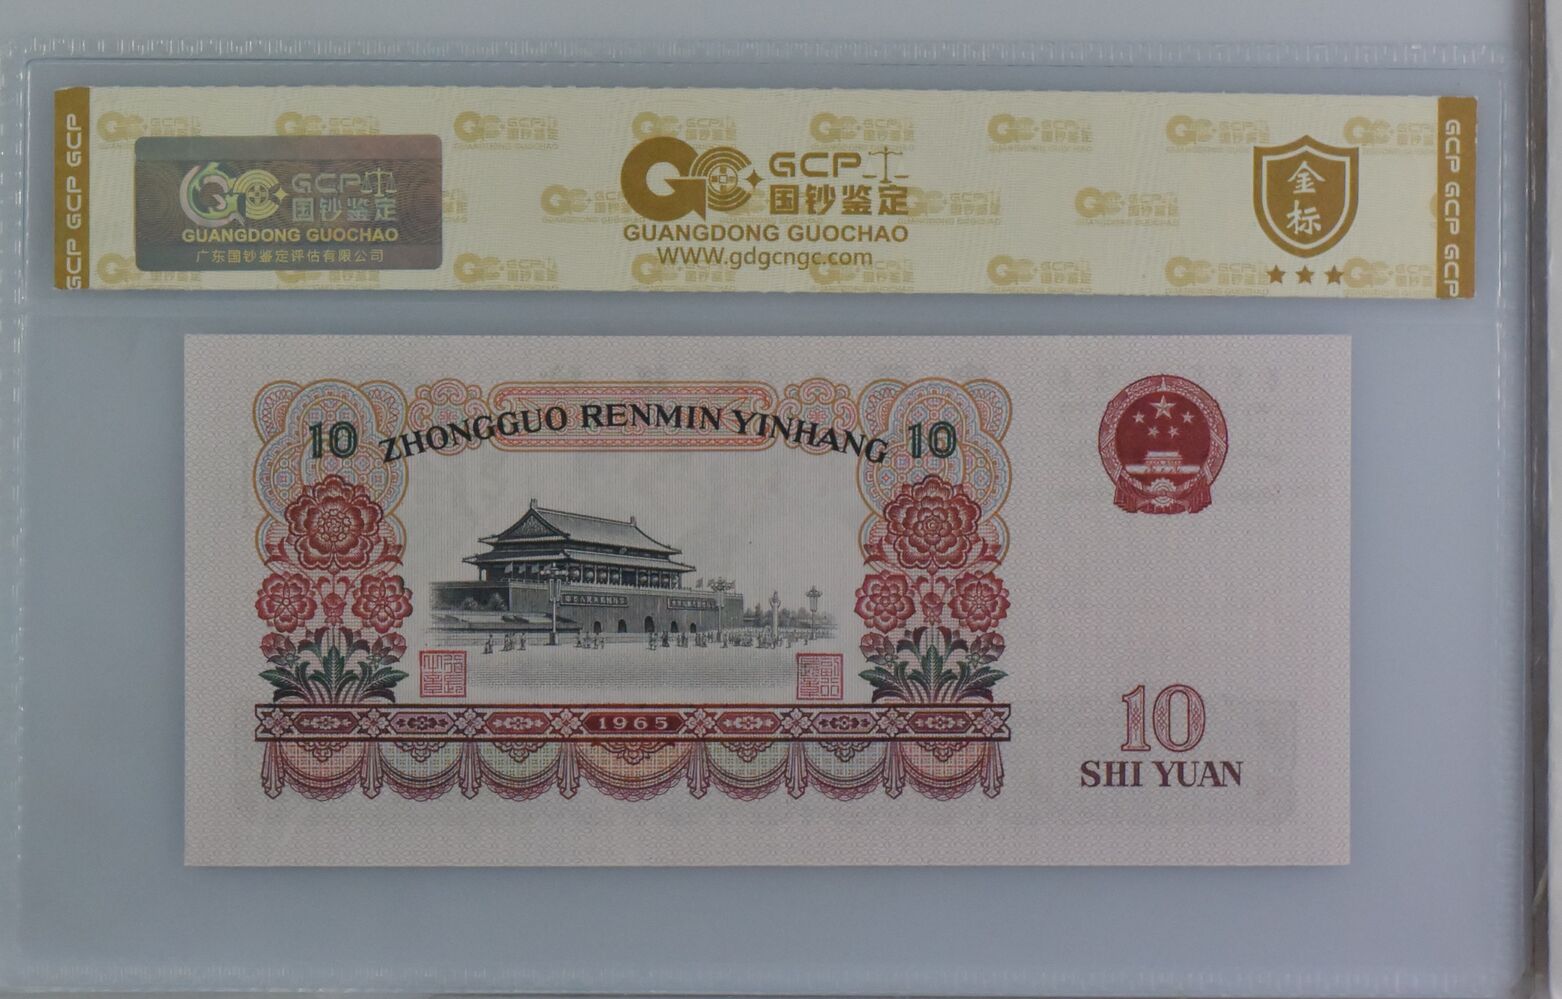 GCP GCP GCP
GCP
国钞鉴定
GUANGDONG GUOCHAO
广东国钞鉴定评估有限公司
GCP
国钞鉴定
GUANGDONG GUOCHAO
WWW.gdgcngc.com
金标
GCP GCP GCP
10 ZHONGGUO RENMIN YINHANG 10
1965
10
SHI YUAN